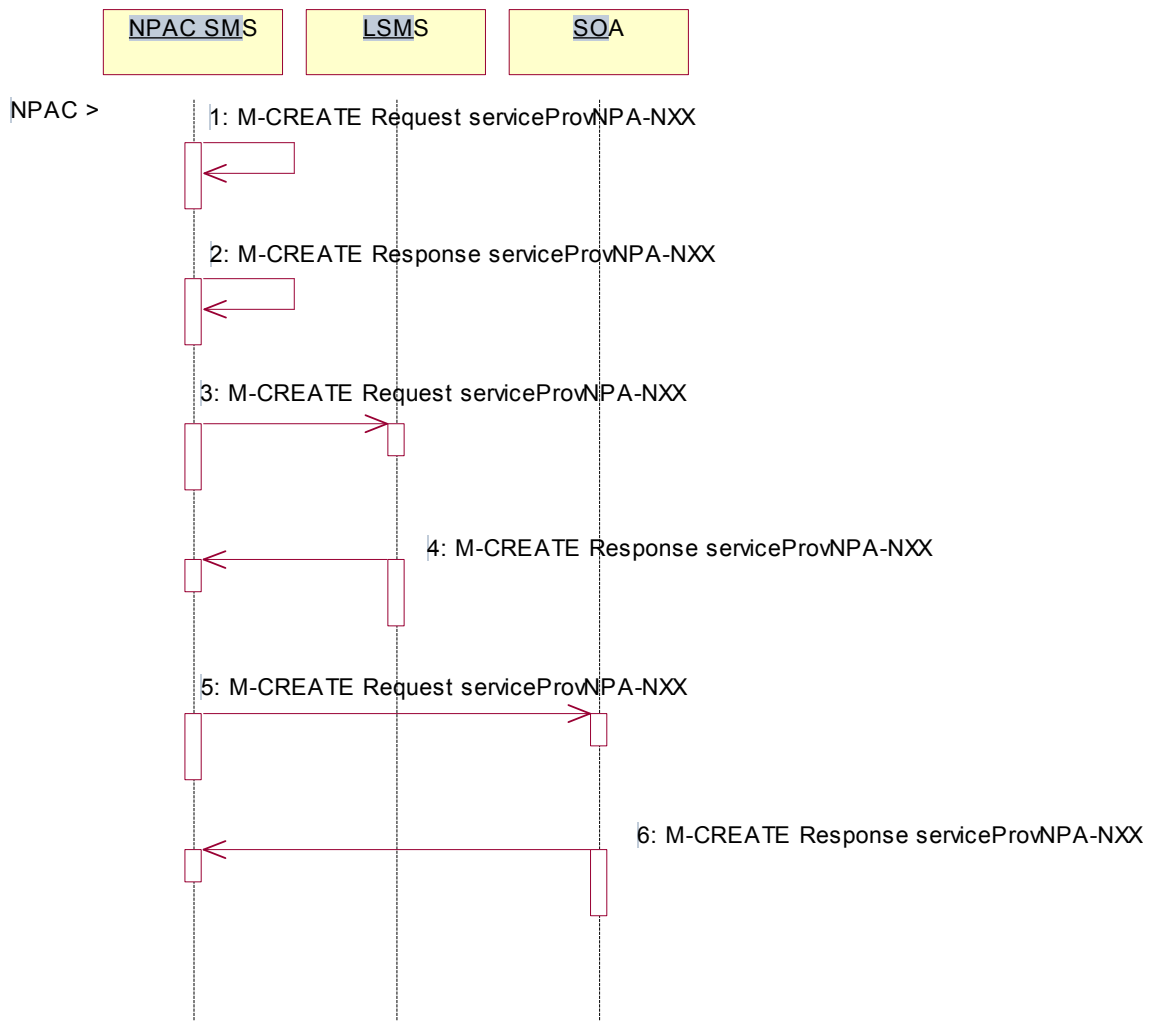 NPAC SMS
LSMS
SOA
NPAC >
1: M-CREATE Request serviceProvNPA-NXX
2: M-CREATE Response serviceProvNPA-NXX
3: M-CREATE Request serviceProvNPA-NXX
4: M-CREATE Response serviceProvNPA-NXX
5: M-CREATE Request serviceProvNPA-NXX
6: M-CREATE Response serviceProvNPA-NXX